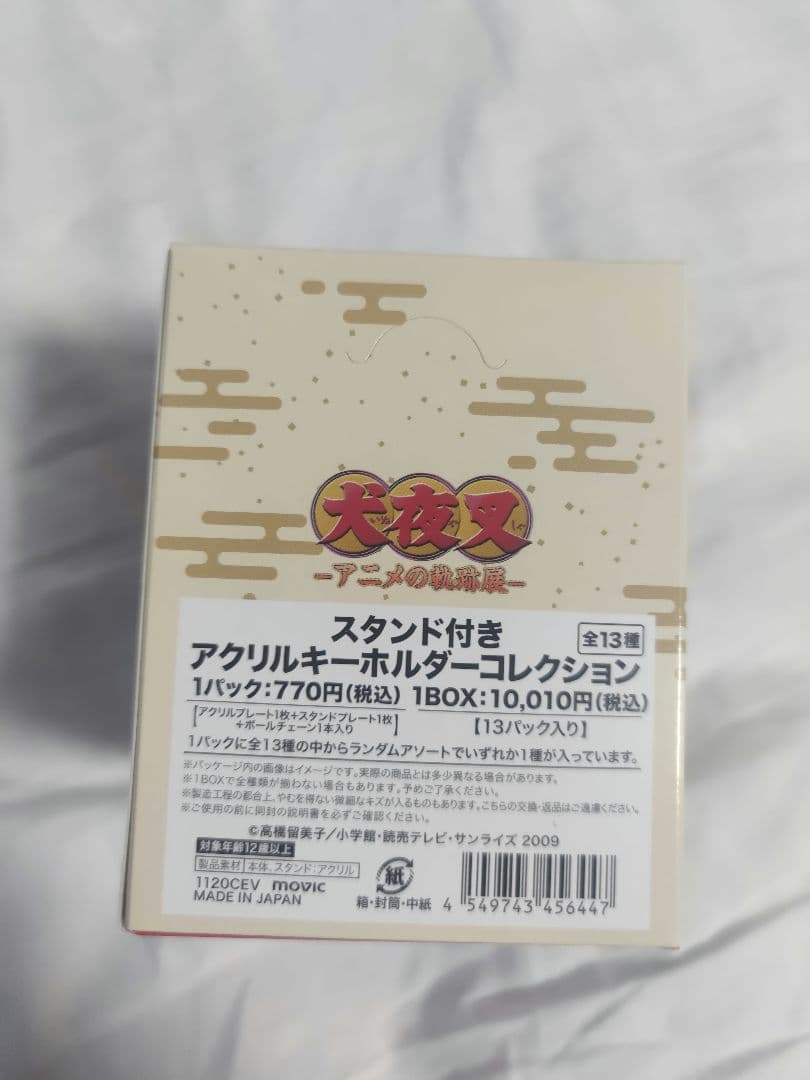 犬夜叉
いぬ や しゃ
−アニメの軌跡展−
スタンド付き
アクリルキーホルダーコレクション
全13種
1パック:770円(税込) 1BOX:10,010円(税込)
【アクリルプレート1枚+スタンドプレート1枚
+ボールチェーン1本入り】
【13パック入り】
1パックに全13種の中からランダムアソートでいずれか1種が入っています。
※パッケージ内の画像はイメージです。実際の商品とは多少異なる場合があります。
※1BOXで全種類が揃わない場合もあります。予めご了承ください。
※製造工程の都合上、やむを得ない微細なキズが入るものもあります。こちらの交換・返品はご遠慮ください。
※ご使用の前に同封の説明書を必ずご確認ください。
©高橋留美子/小学館・読売テレビ・サンライズ 2009
対象年齢12歳以上
製品素材 本体、スタンド:アクリル
1120CEV movic
MADE IN JAPAN
紙
箱・封筒・中紙
4 549743 456447